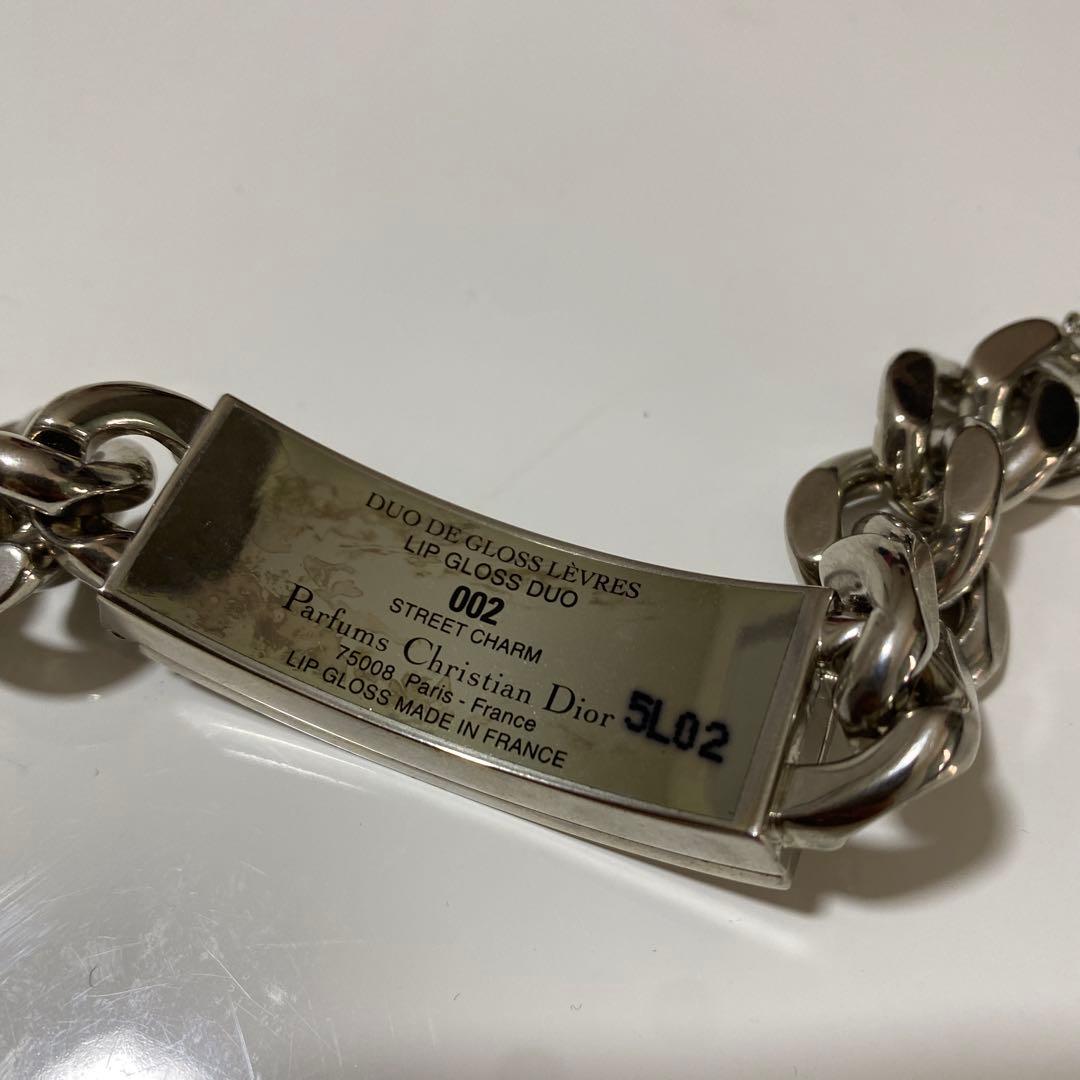 DUO DE GLOSS LÈVRES
LIP GLOSS DUO
002
STREET CHARM
Parfums Christian Dior
75008 Paris - France
LIP GLOSS MADE IN FRANCE
5L02